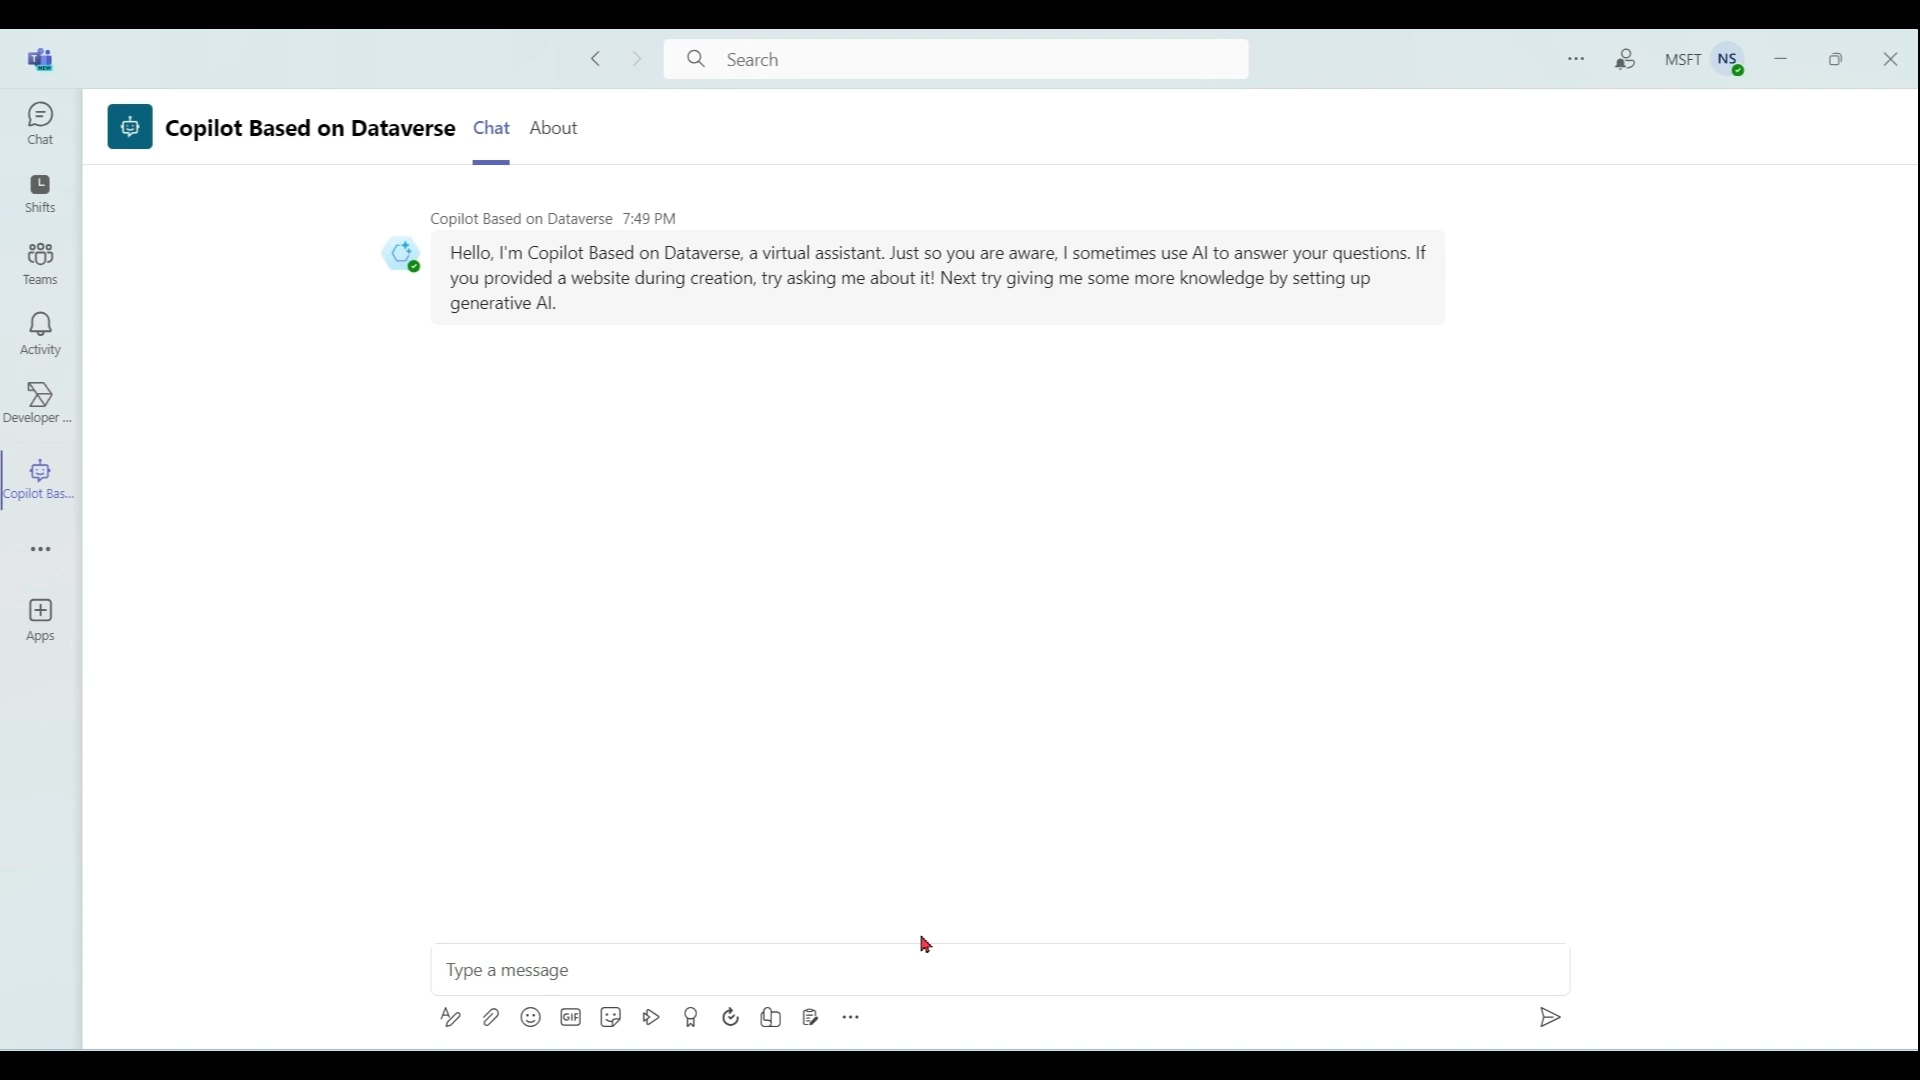 Search
MSFT
NS
Chat
Shifts
Teams
Activity
Developer ...
Copilot Bas...
Apps
Copilot Based on Dataverse
Chat
About
Copilot Based on Dataverse 7:49 PM
Hello, I'm Copilot Based on Dataverse, a virtual assistant. Just so you are aware, I sometimes use AI to answer your questions. If
you provided a website during creation, try asking me about it! Next try giving me some more knowledge by setting up
generative AI.
Type a message
GIF